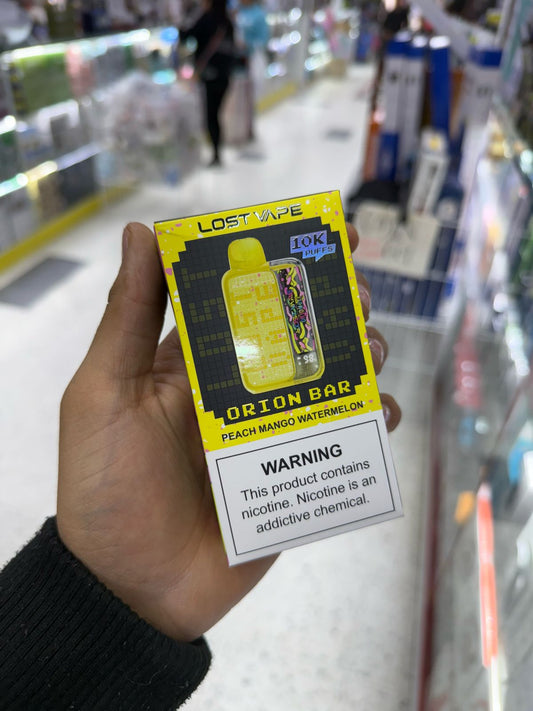 LOST VAPE
10K
PUFFS
98
ORION BAR
PEACH MANGO WATERMELON
WARNING
This product contains
nicotine. Nicotine is an
addictive chemical.